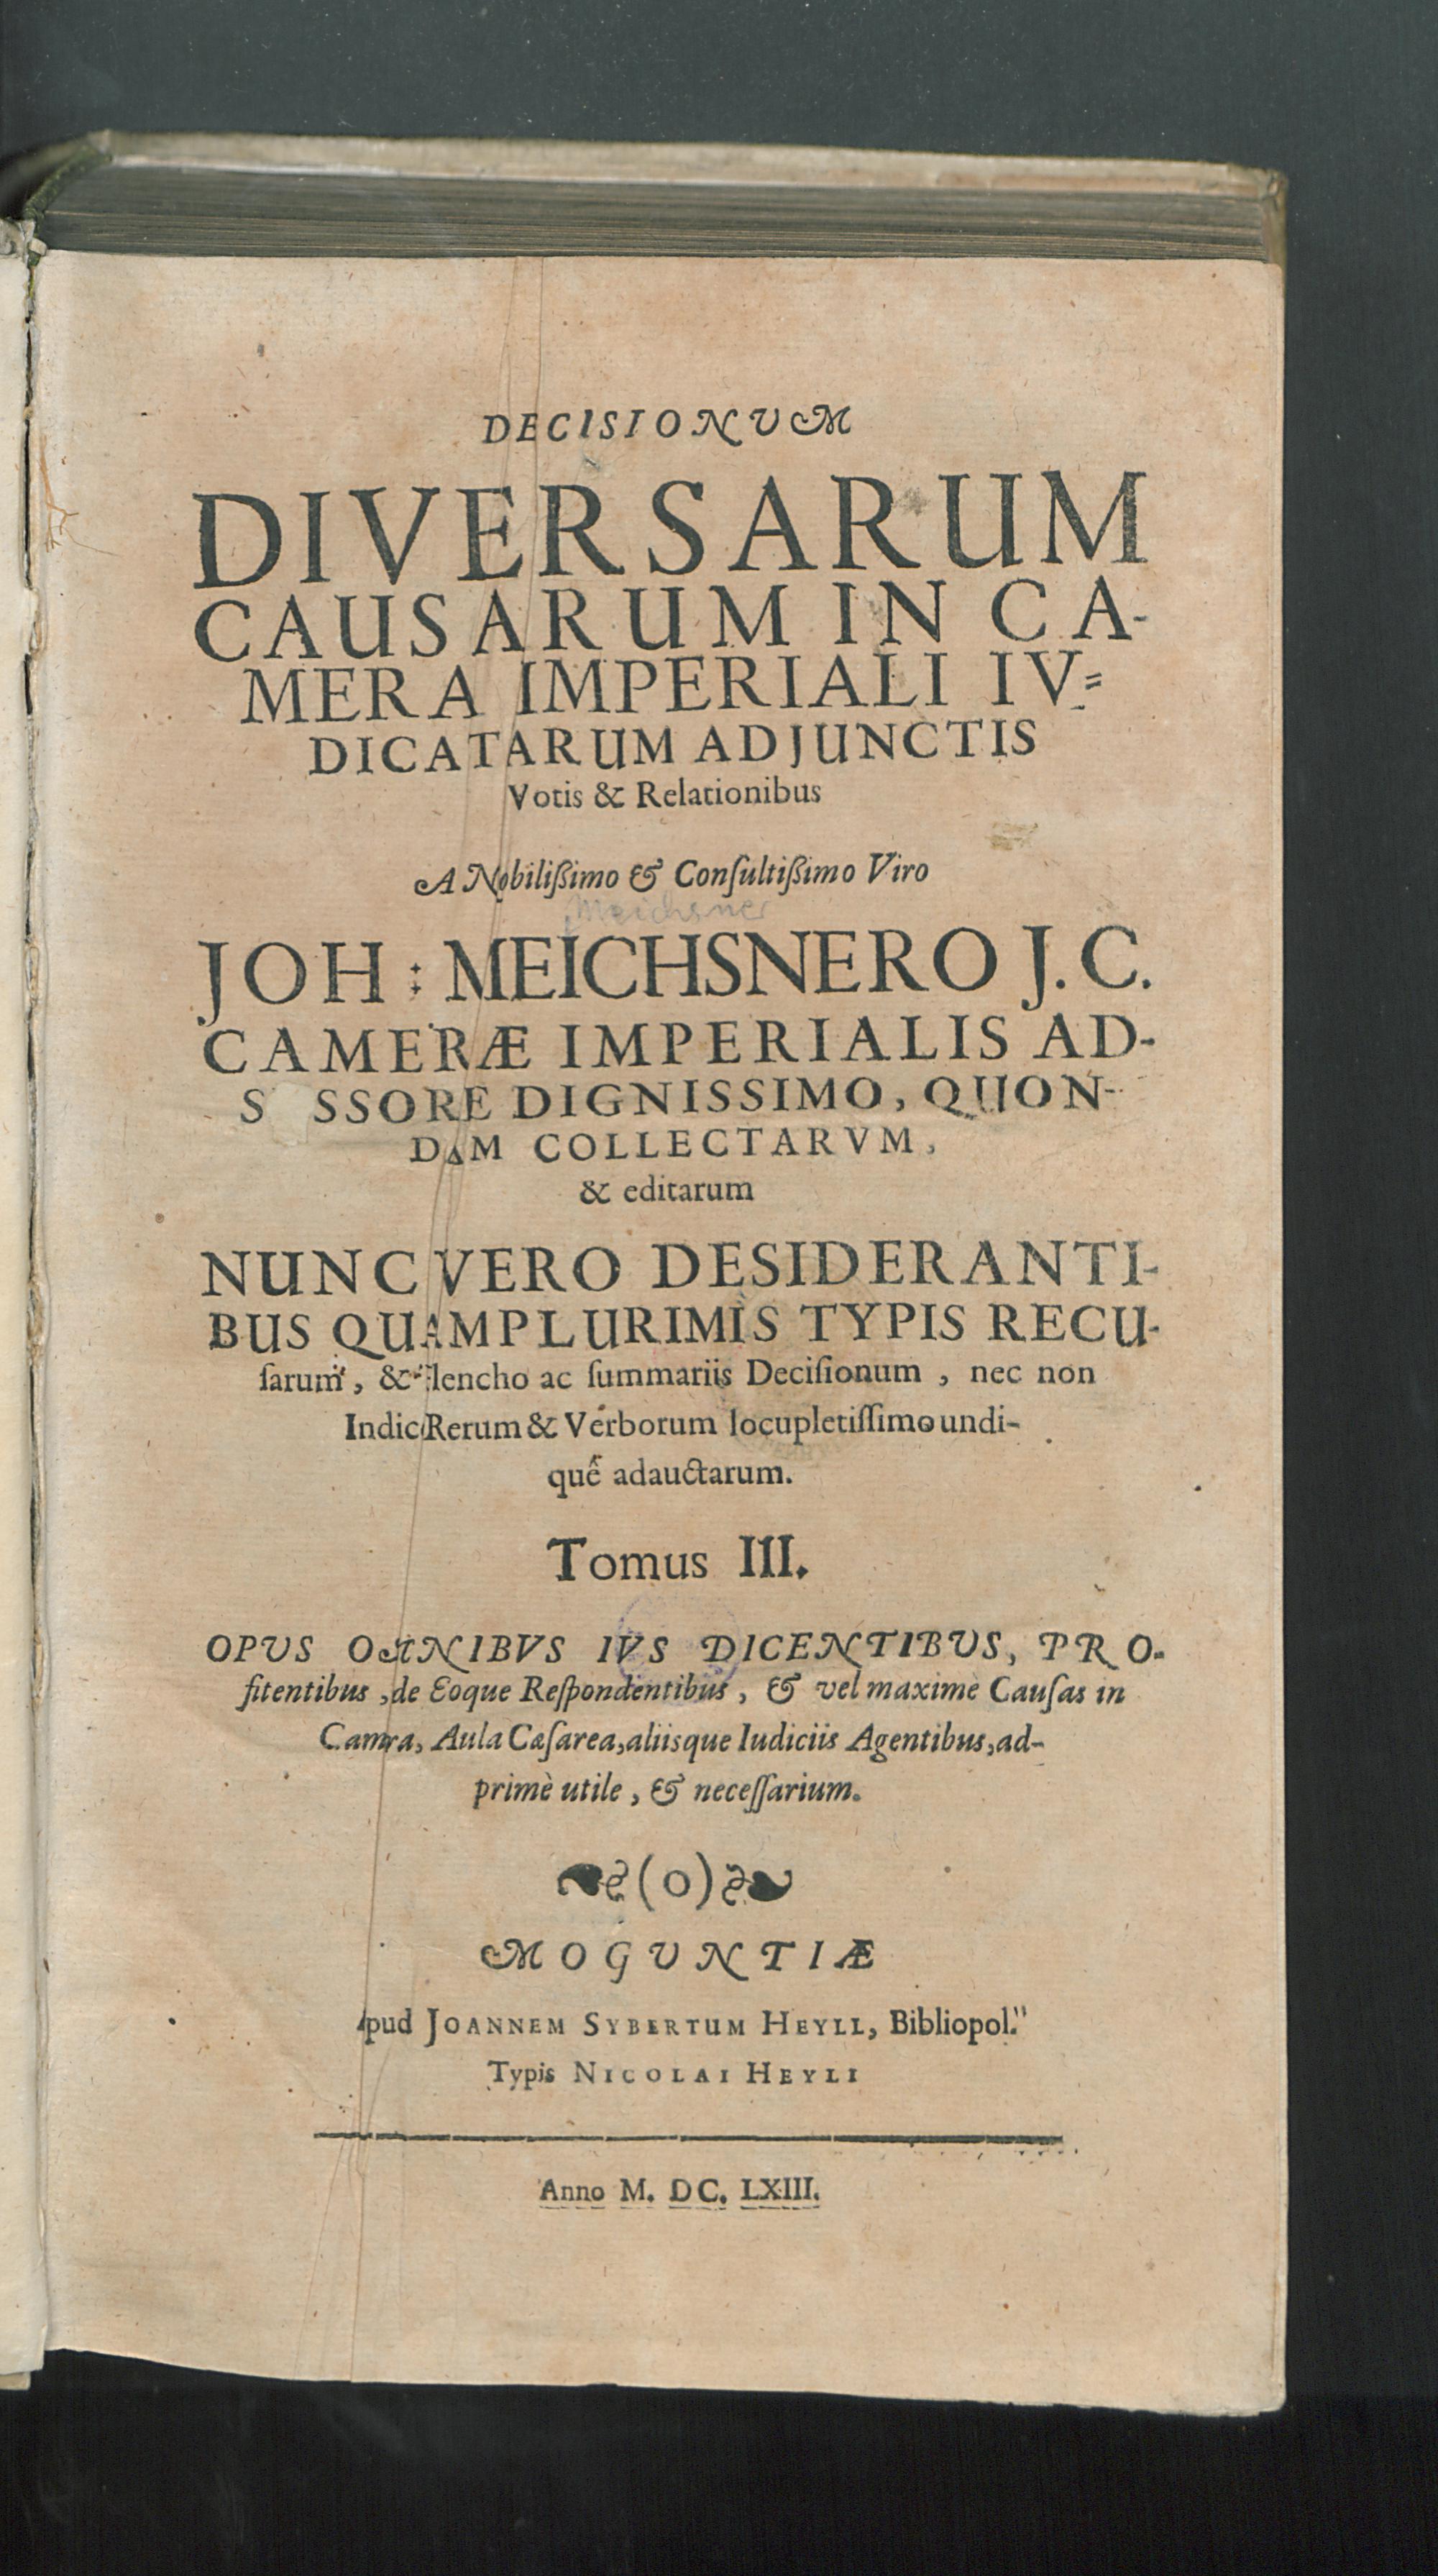 DECISIONVM
DIVERSARUM
CAUSARUM IN CA-
MERA IMPERIALI IV-
DICATARUM ADJUNCTIS
Votis & Relationibus
A Nobilißimo & Conſultißimo Viro
Meichsner
JOH: MEICHSNERO J.C.
CAMERÆ IMPERIALIS AD-
S SSORE DIGNISSIMO, QUON-
DAM COLLECTARVM,
& editarum
NUNC VERO DESIDERANTI-
BUS QUAMPLURIMIS TYPIS RECU-
ſarum, & Elencho ac ſummariis Deciſionum, nec non
Indic Rerum & Verborum locupletiſſimo undi-
quê adauctarum.
Tomus III.
OPVS OMNIBVS IVS DICENTIBVS, PRO-
fitentibus, de Eoque Reſpondentibus, & vel maximè Cauſas in
Camra, Aula Cæſarea, aliisque Iudiciis Agentibus, ad-
primè utile, & neceſſarium.
(o)
MOGVNTIÆ
Apud JOANNEM SYBERTUM HEYLL, Bibliopol."
Typis NICOLAI HEYLI
Anno M. DC. LXIII.